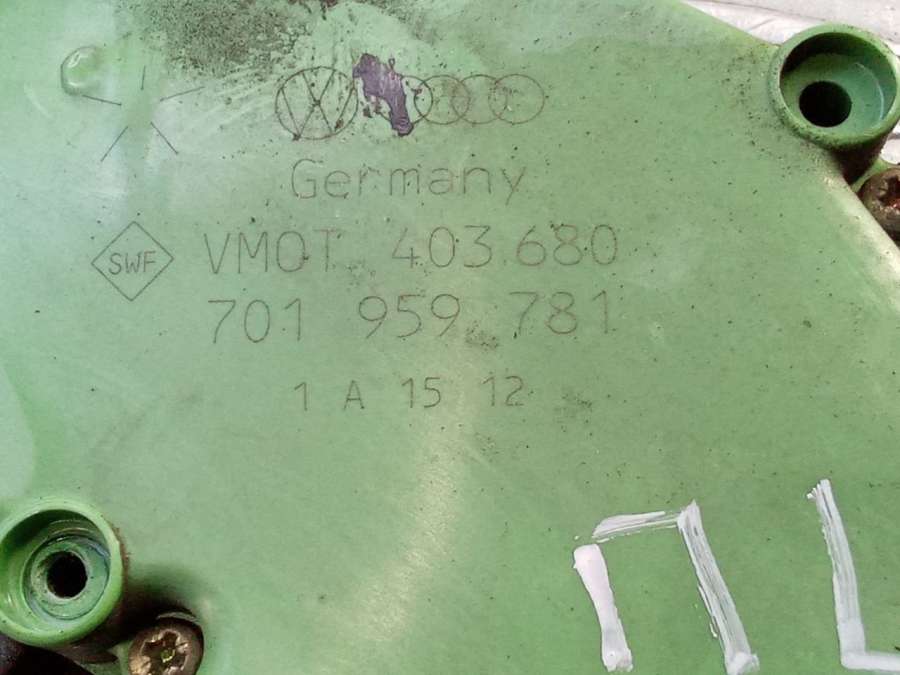 Germany
SWF VMOT 403 680
701 959 781
1 A 15 12